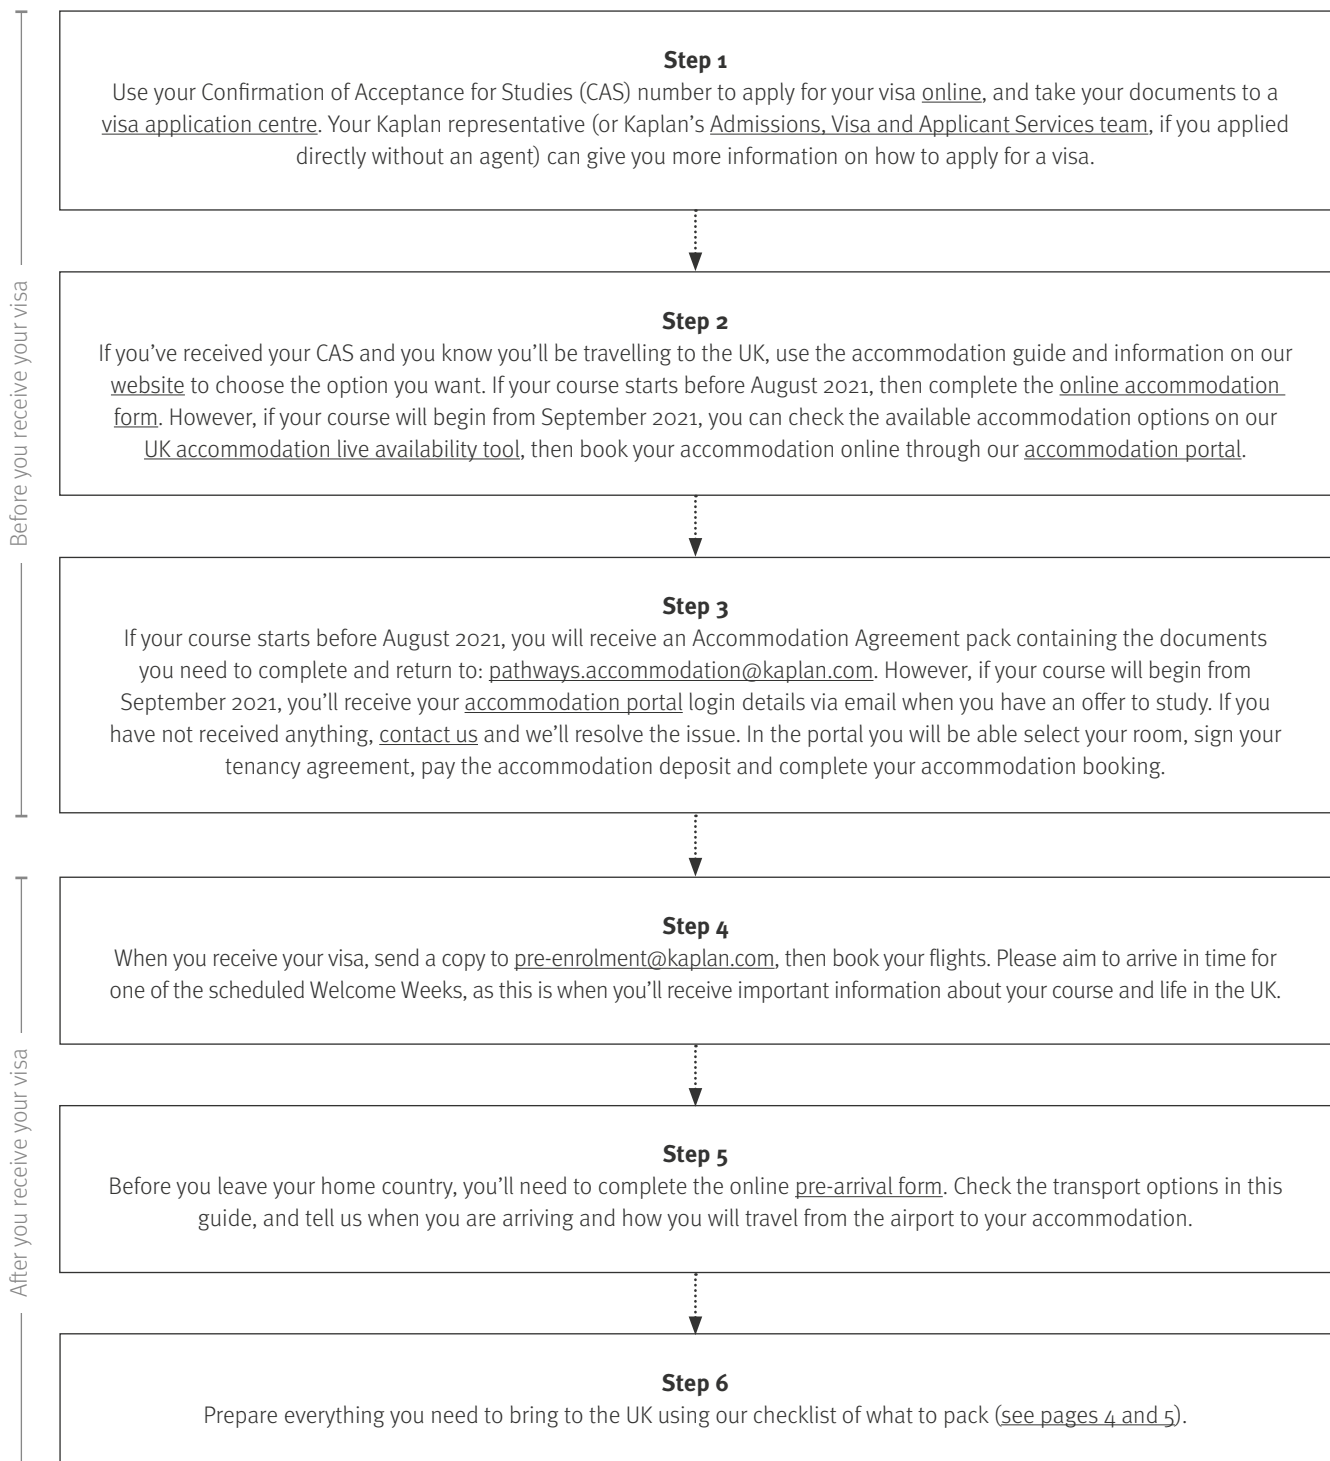 Before you receive your visa
Step 1
Use your Confirmation of Acceptance for Studies (CAS) number to apply for your visa online, and take your documents to a
visa application centre. Your Kaplan representative (or Kaplan’s Admissions, Visa and Applicant Services team, if you applied
directly without an agent) can give you more information on how to apply for a visa.
Step 2
If you’ve received your CAS and you know you’ll be travelling to the UK, use the accommodation guide and information on our
website to choose the option you want. If your course starts before August 2021, then complete the online accommodation
form. However, if your course will begin from September 2021, you can check the available accommodation options on our
UK accommodation live availability tool, then book your accommodation online through our accommodation portal.
Step 3
If your course starts before August 2021, you will receive an Accommodation Agreement pack containing the documents
you need to complete and return to: pathways.accommodation@kaplan.com. However, if your course will begin from
September 2021, you’ll receive your accommodation portal login details via email when you have an offer to study. If you
have not received anything, contact us and we’ll resolve the issue. In the portal you will be able select your room, sign your
tenancy agreement, pay the accommodation deposit and complete your accommodation booking.
After you receive your visa
Step 4
When you receive your visa, send a copy to pre-enrolment@kaplan.com, then book your flights. Please aim to arrive in time for
one of the scheduled Welcome Weeks, as this is when you’ll receive important information about your course and life in the UK.
Step 5
Before you leave your home country, you’ll need to complete the online pre-arrival form. Check the transport options in this
guide, and tell us when you are arriving and how you will travel from the airport to your accommodation.
Step 6
Prepare everything you need to bring to the UK using our checklist of what to pack (see pages 4 and 5).